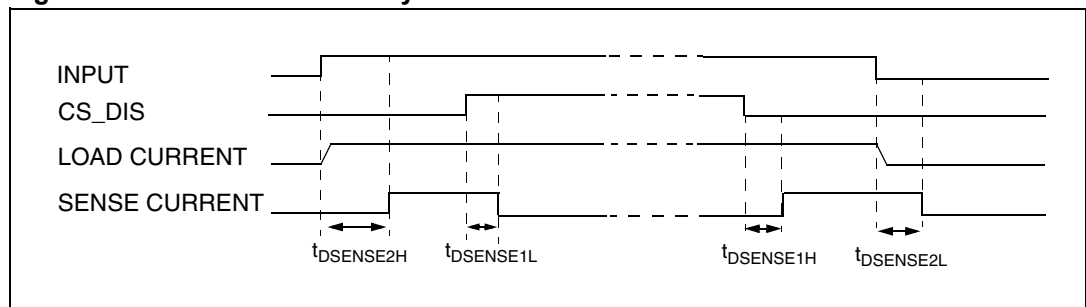 INPUT
CS_DIS
LOAD CURRENT
SENSE CURRENT
tDSENSE2H tDSENSE1L tDSENSE1H tDSENSE2L